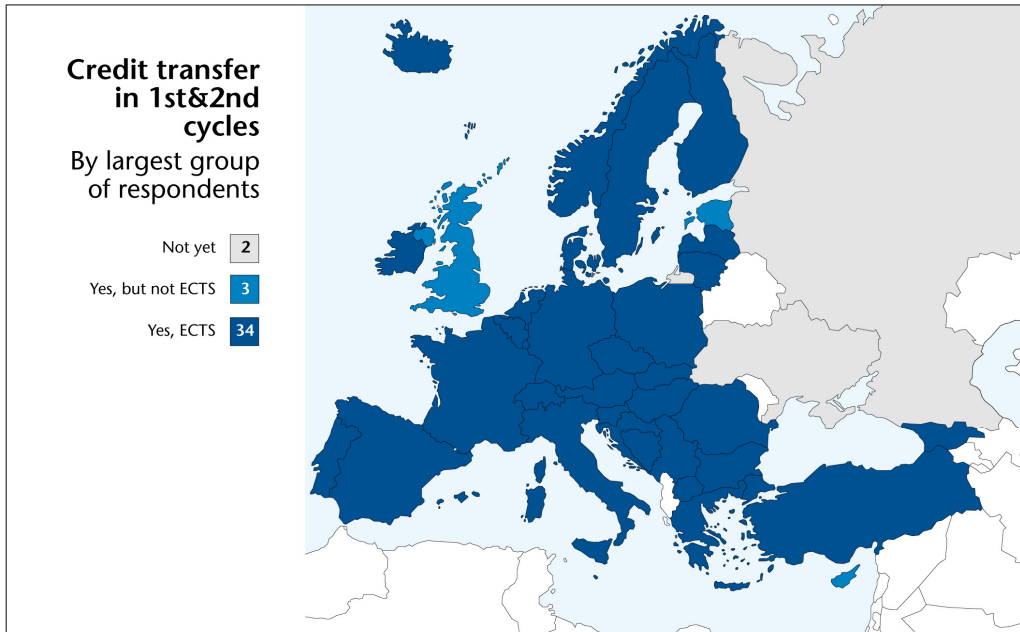 Credit transfer
in 1st&2nd
cycles
By largest group
of respondents
Not yet 2
Yes, but not ECTS 3
Yes, ECTS 34